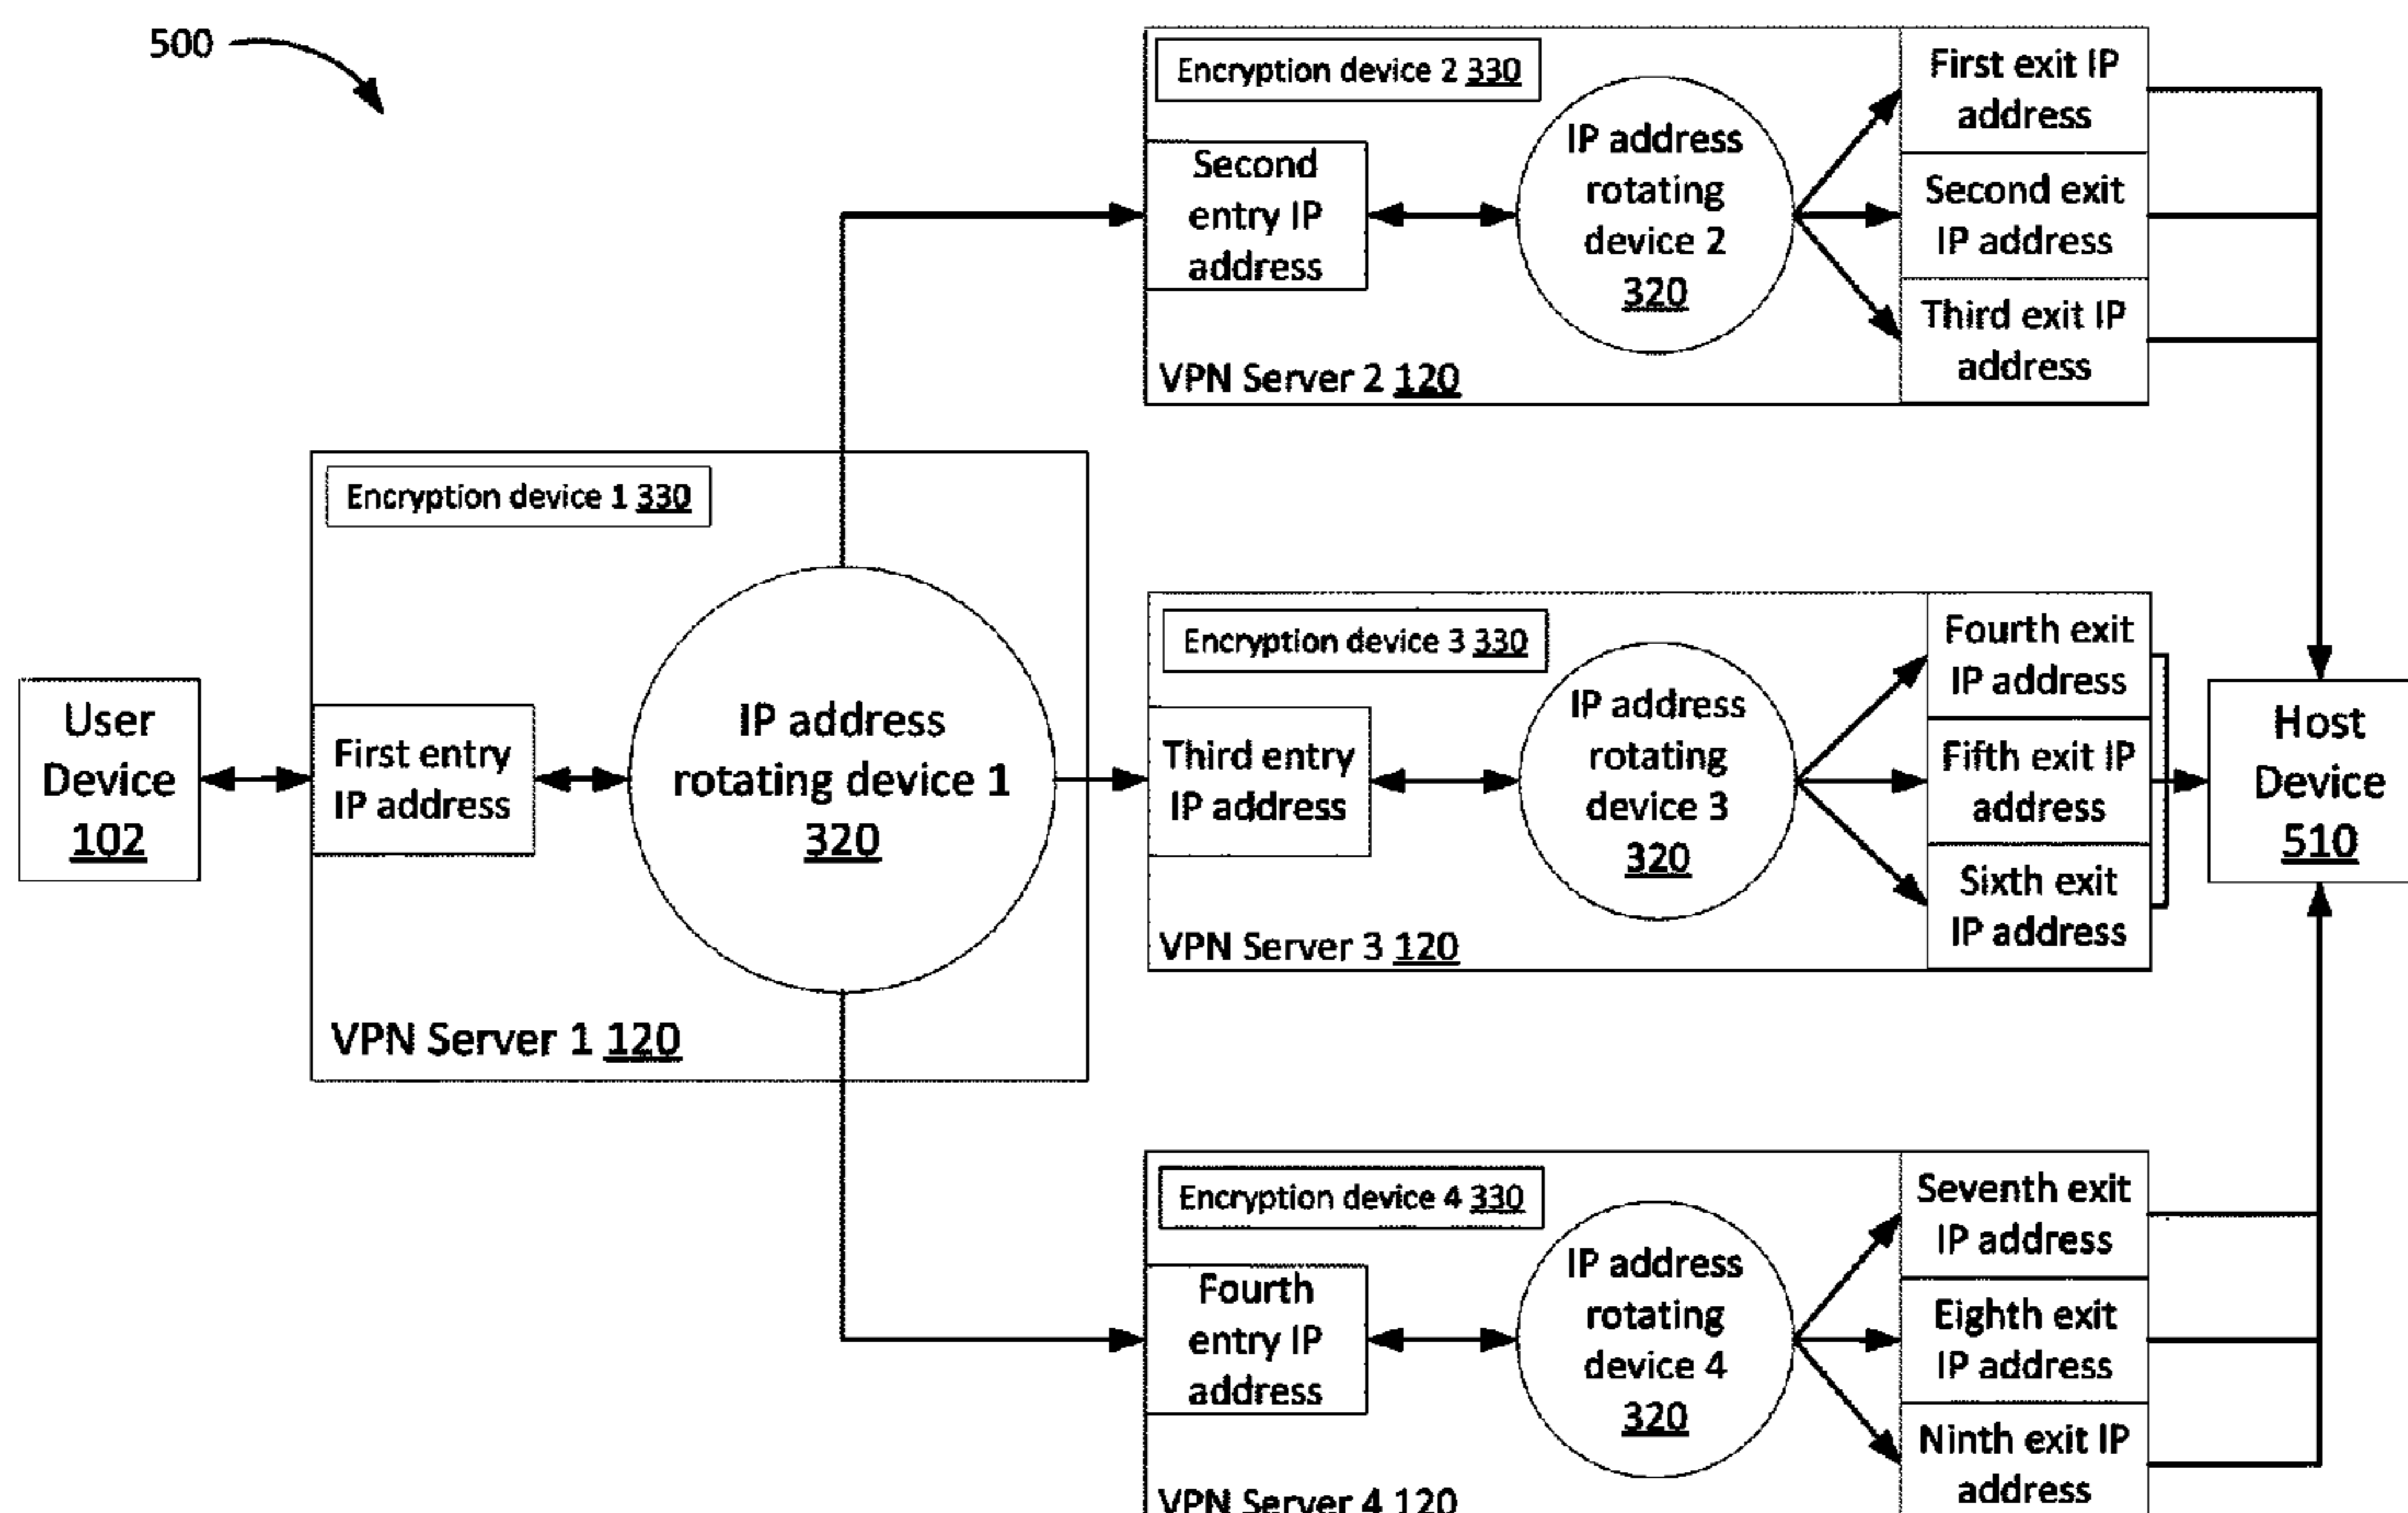 500
Encryption device 2 330
Second
entry IP
address
IP address
rotating
device 2
320
First exit IP
address
Second exit
IP address
Third exit IP
address
VPN Server 2 120
Encryption device 1 330
User
Device
102
First entry
IP address
IP address
rotating device 1
320
VPN Server 1 120
Encryption device 3 330
Third entry
IP address
IP address
rotating
device 3
320
Fourth exit
IP address
Fifth exit IP
address
Sixth exit
IP address
VPN Server 3 120
Host
Device
510
Encryption device 4 330
Fourth
entry IP
address
IP address
rotating
device 4
320
Seventh exit
IP address
Eighth exit
IP address
Ninth exit IP
address
VPN Server 4 120